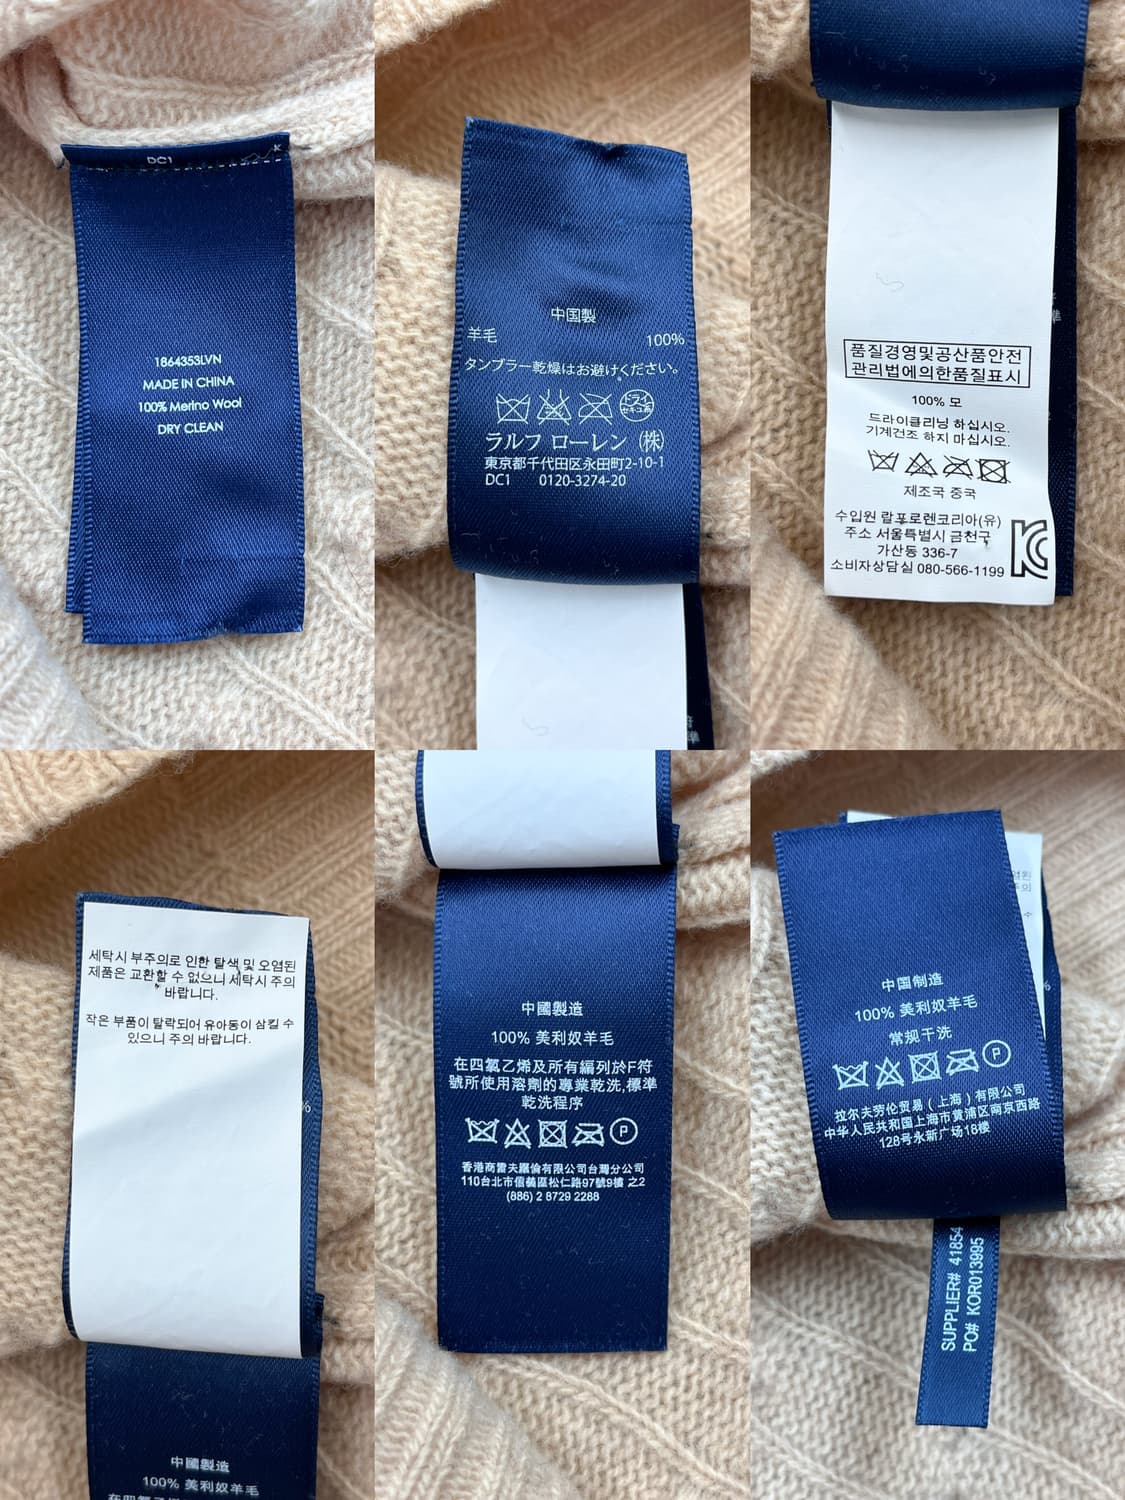 DC1
K
1864353LVN
MADE IN CHINA
100% Merino Wool
DRY CLEAN
中国製
羊毛 100%
タンブラー乾燥はお避けください。
ドライ
セキユ系
ラルフ ローレン (株)
東京都千代田区永田町2-10-1
DC1 0120-3274-20
품질경영및공산품안전
관리법에의한품질표시
100% 모
드라이클리닝 하십시오.
기계건조 하지 마십시오.
제조국 중국
수입원 랄프로렌코리아(유)
주소 서울특별시 금천구
가산동 336-7
소비자상담실 080-566-1199
세탁시 부주의로 인한 탈색 및 오염된
제품은 교환할 수 없으니 세탁시 주의
바랍니다.
작은 부품이 탈락되어 유아동이 삼킬 수
있으니 주의 바랍니다.
%
中國製造
100% 美利奴羊毛
中國製造
100% 美利奴羊毛
在四氯乙烯及所有編列於F符
號所使用溶劑的專業乾洗,標準
乾洗程序
P
香港商雷夫羅倫有限公司台灣分公司
110台北市信義區松仁路97號9樓 之2
(886) 2 8729 2288
中国制造
100% 美利奴羊毛
常规干洗
P
拉尔夫劳伦贸易（上海）有限公司
中华人民共和国上海市黄浦区南京西路
128号永新广场18楼
SUPPLIER# 41854
PO# KOR013995